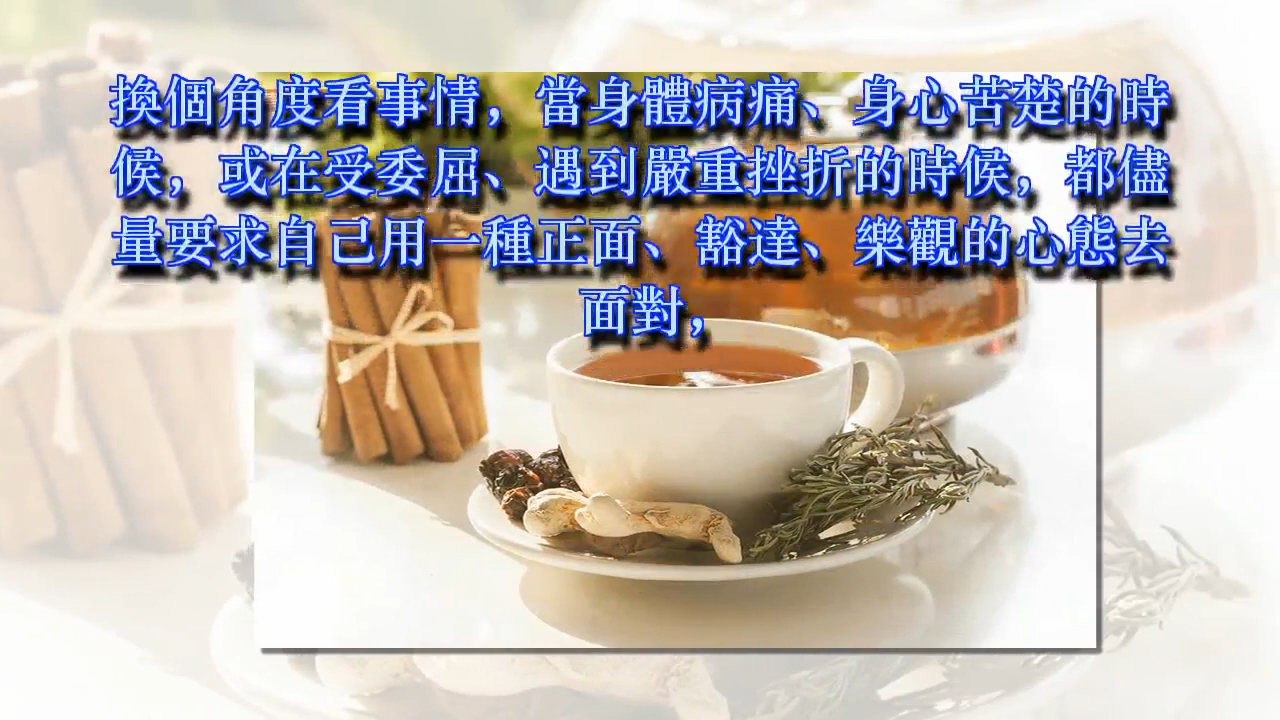 換個角度看事情，當身體病痛、身心苦楚的時
候，或在受委屈、遇到嚴重挫折的時候，都儘
量要求自己用一種正面、豁達、樂觀的心態去
面對，